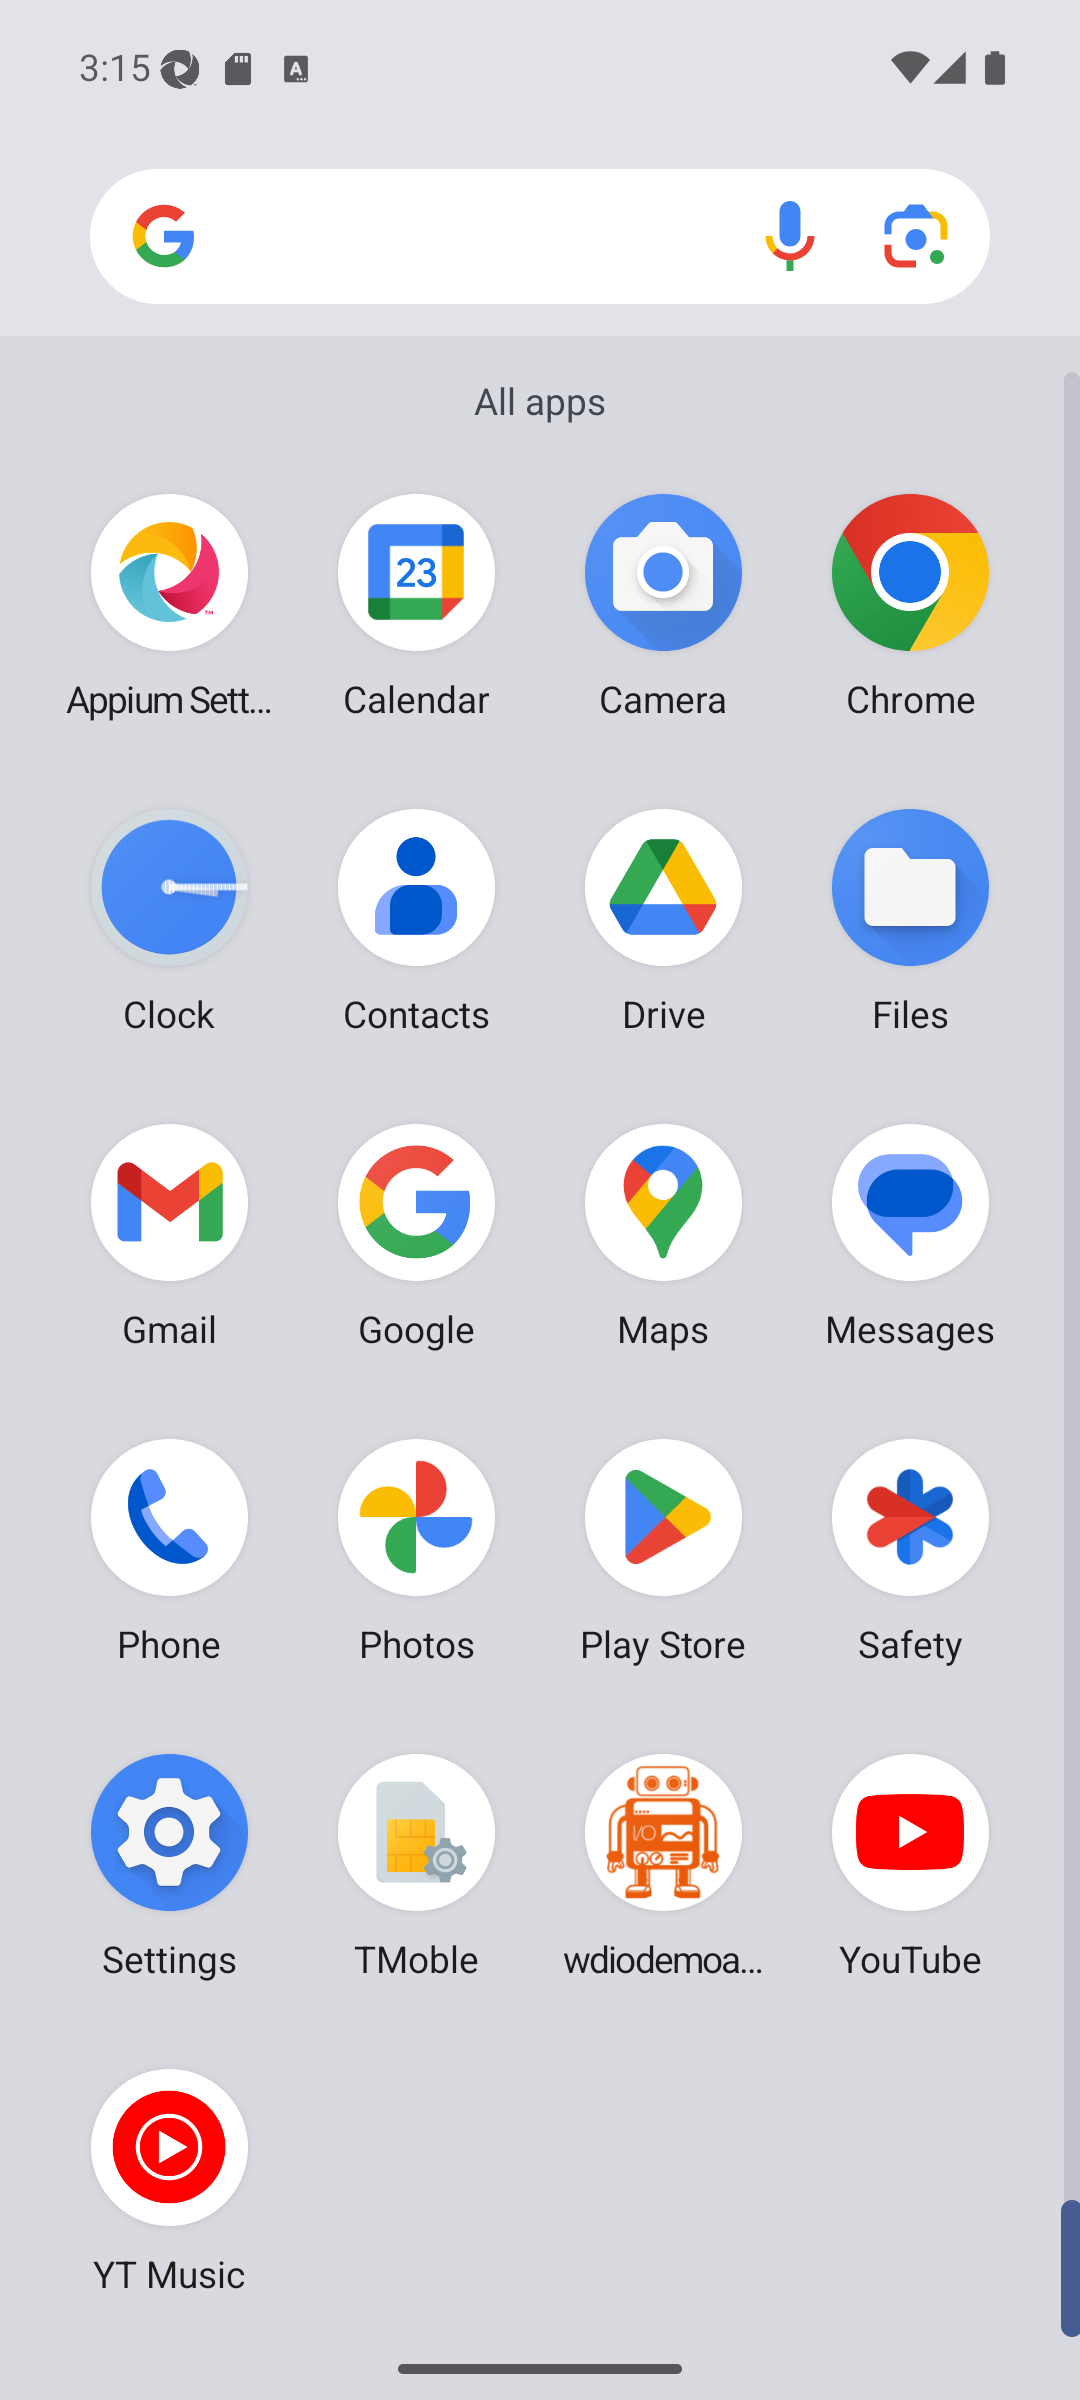 3:15
All apps
23
Appium Sett...
Calendar
Camera
Chrome
Clock
Contacts
Drive
Files
Gmail
Google
Maps
Messages
Phone
Photos
Play Store
Safety
I/O
Settings
TMoble
wdiodemoa...
YouTube
YT Music